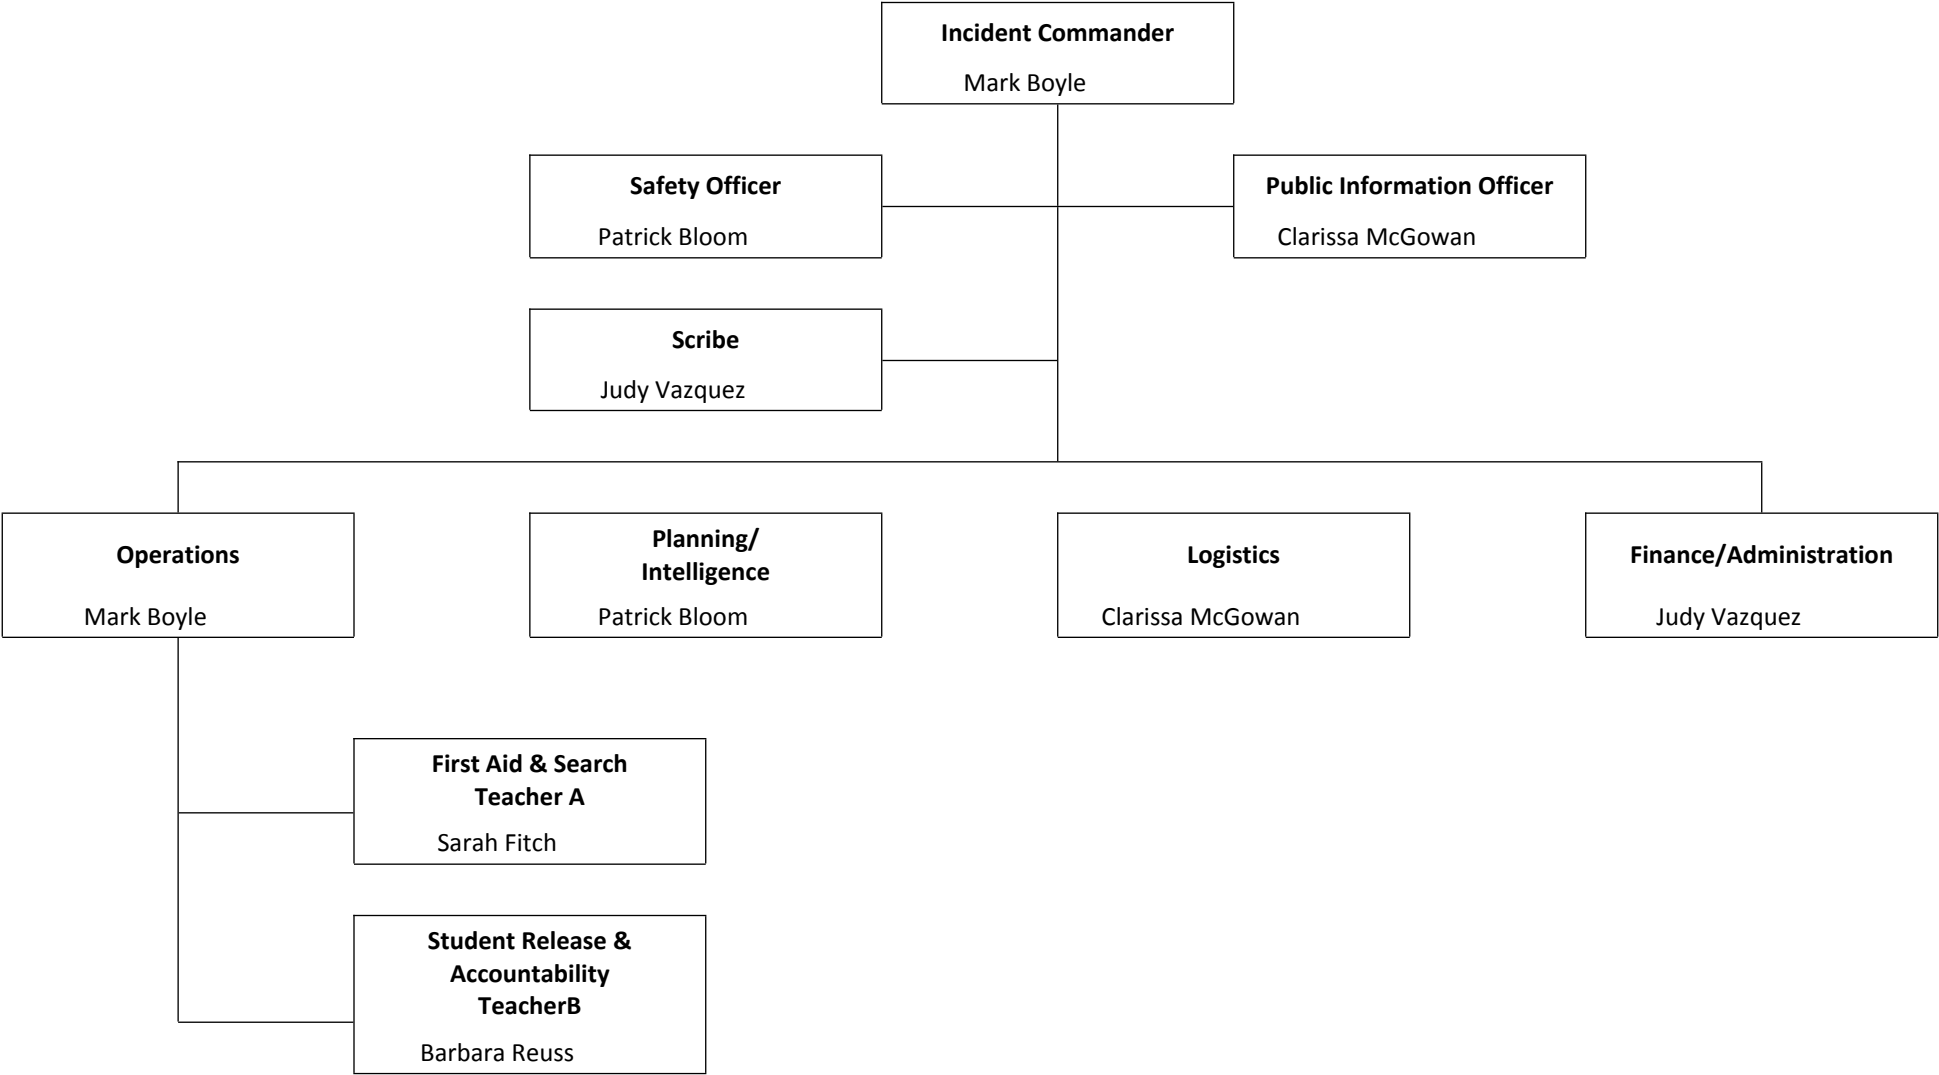 Incident Commander
Mark Boyle
Safety Officer
Patrick Bloom
Public Information Officer
Clarissa McGowan
Scribe
Judy Vazquez
Operations
Mark Boyle
Planning/
Intelligence
Patrick Bloom
Logistics
Clarissa McGowan
Finance/Administration
Judy Vazquez
First Aid & Search
Teacher A
Sarah Fitch
Student Release &
Accountability
TeacherB
Barbara Reuss